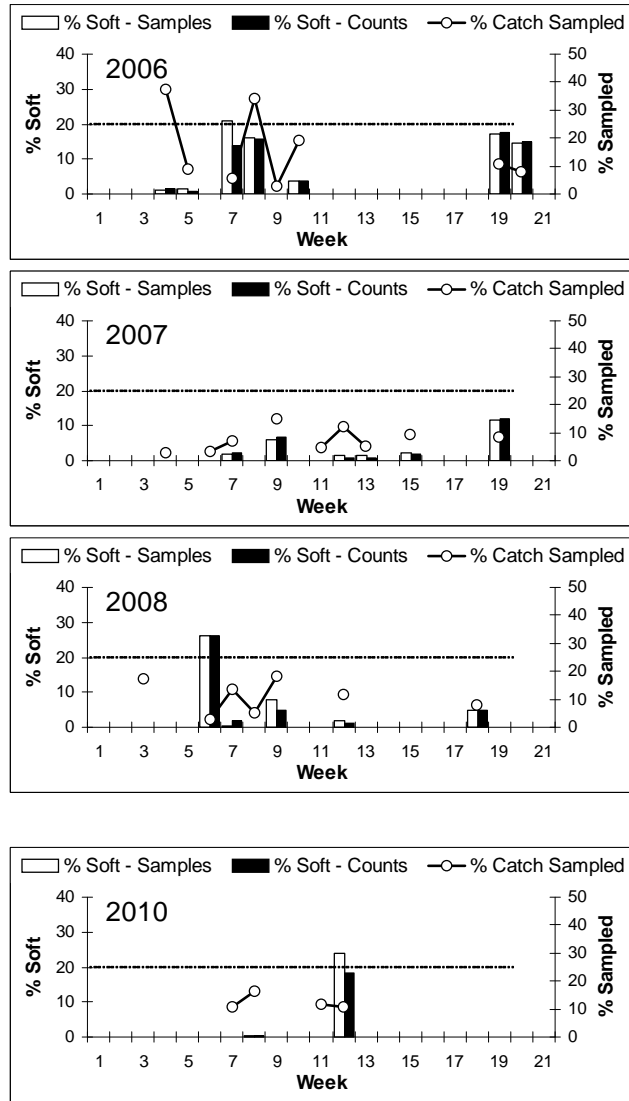 % Soft - Samples % Soft - Counts % Catch Sampled
2006
40 30 20 10 0
% Soft
50 40 30 20 10 0
% Sampled
1 3 5 7 9 11 13 15 17 19 21
Week
% Soft - Samples % Soft - Counts % Catch Sampled
2007
40 30 20 10 0
% Soft
50 40 30 20 10 0
% Sampled
1 3 5 7 9 11 13 15 17 19 21
Week
% Soft - Samples % Soft - Counts % Catch Sampled
2008
40 30 20 10 0
% Soft
50 40 30 20 10 0
% Sampled
1 3 5 7 9 11 13 15 17 19 21
Week
% Soft - Samples % Soft - Counts % Catch Sampled
2010
40 30 20 10 0
% Soft
50 40 30 20 10 0
% Sampled
1 3 5 7 9 11 13 15 17 19 21
Week